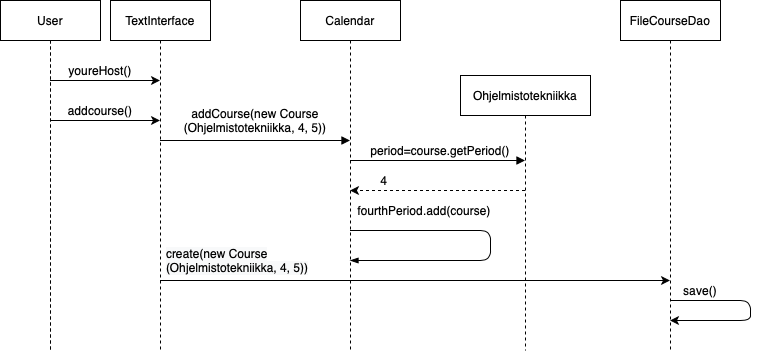 User
TextInterface
Calendar
FileCourseDao
youreHost()
Ohjelmistotekniikka
addcourse()
addCourse(new Course
(Ohjelmistotekniikka, 4, 5))
period=course.getPeriod()
4
fourthPeriod.add(course)
create(new Course
(Ohjelmistotekniikka, 4, 5))
save()